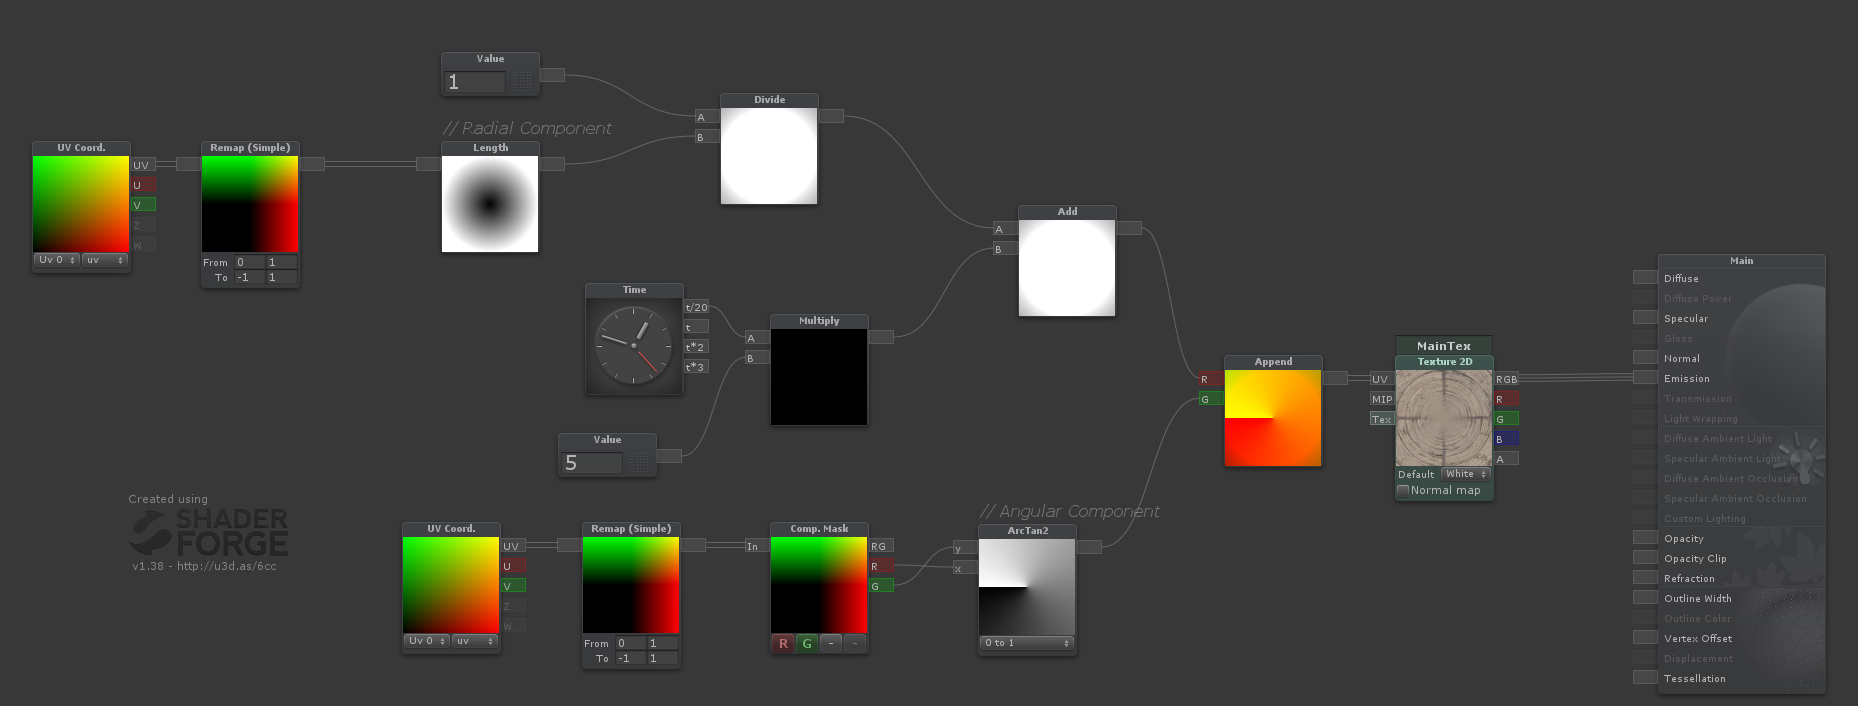 Value
1
// Radial Component
UV Coord.
UV
U
V
Z
W
Uv 0
uv
Remap (Simple)
From 0 1
To -1 1
Length
Divide
A
B
Time
t/20
t
t*2
t*3
Value
5
Multiply
A
B
Add
A
B
Created using
SHADER
FORGE
v1.38 - http://u3d.as/6cc
UV Coord.
UV
U
V
Z
W
Uv 0
uv
Remap (Simple)
From 0 1
To -1 1
Comp. Mask
In
RG
R
G
R G - -
// Angular Component
ArcTan2
y
x
0 to 1
Append
R
G
MainTex
Texture 2D
UV
MIP
Tex
RGB
R
G
B
A
Default White
Normal map
Main
Diffuse
Diffuse Power
Specular
Gloss
Normal
Emission
Transmission
Light Wrapping
Diffuse Ambient Light
Specular Ambient Light
Diffuse Ambient Occlusion
Specular Ambient Occlusion
Custom Lighting
Opacity
Opacity Clip
Refraction
Outline Width
Outline Color
Vertex Offset
Displacement
Tessellation